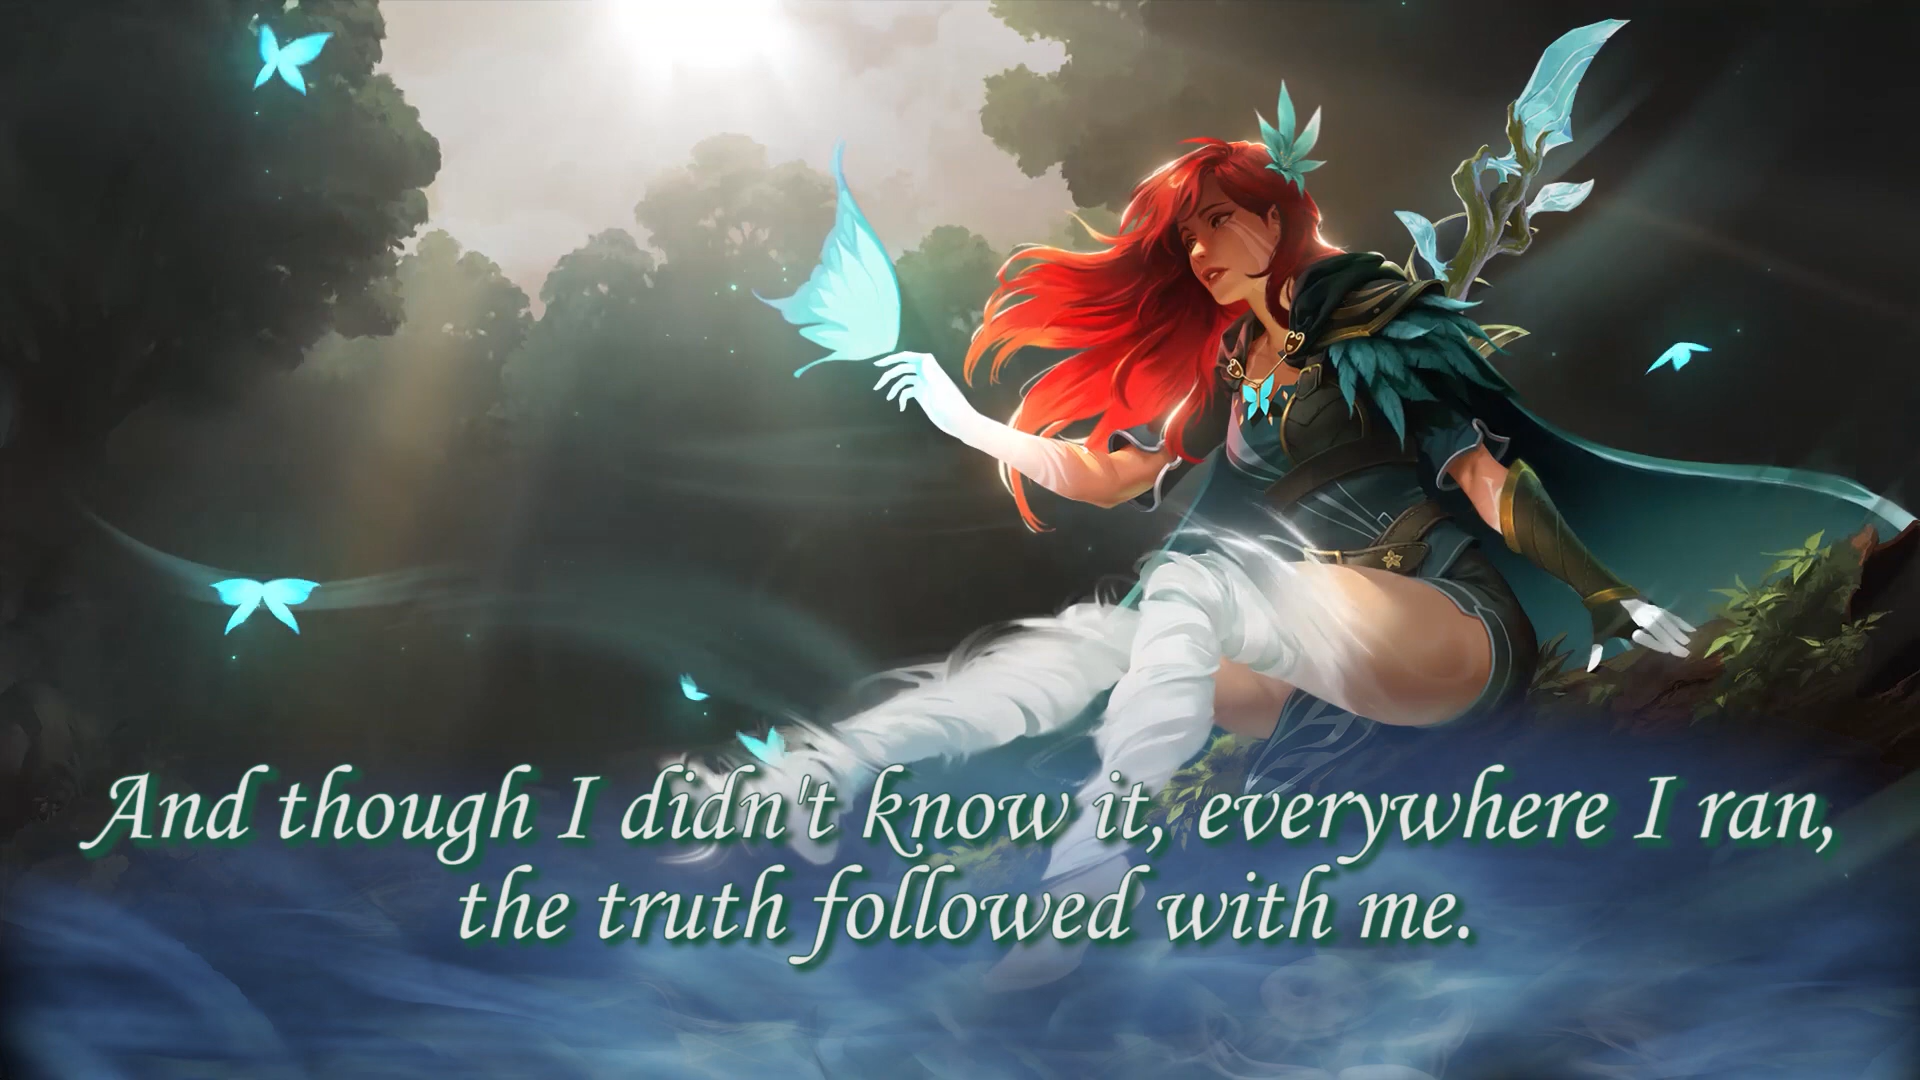 And though I didn't know it, everywhere I ran,
the truth followed with me.